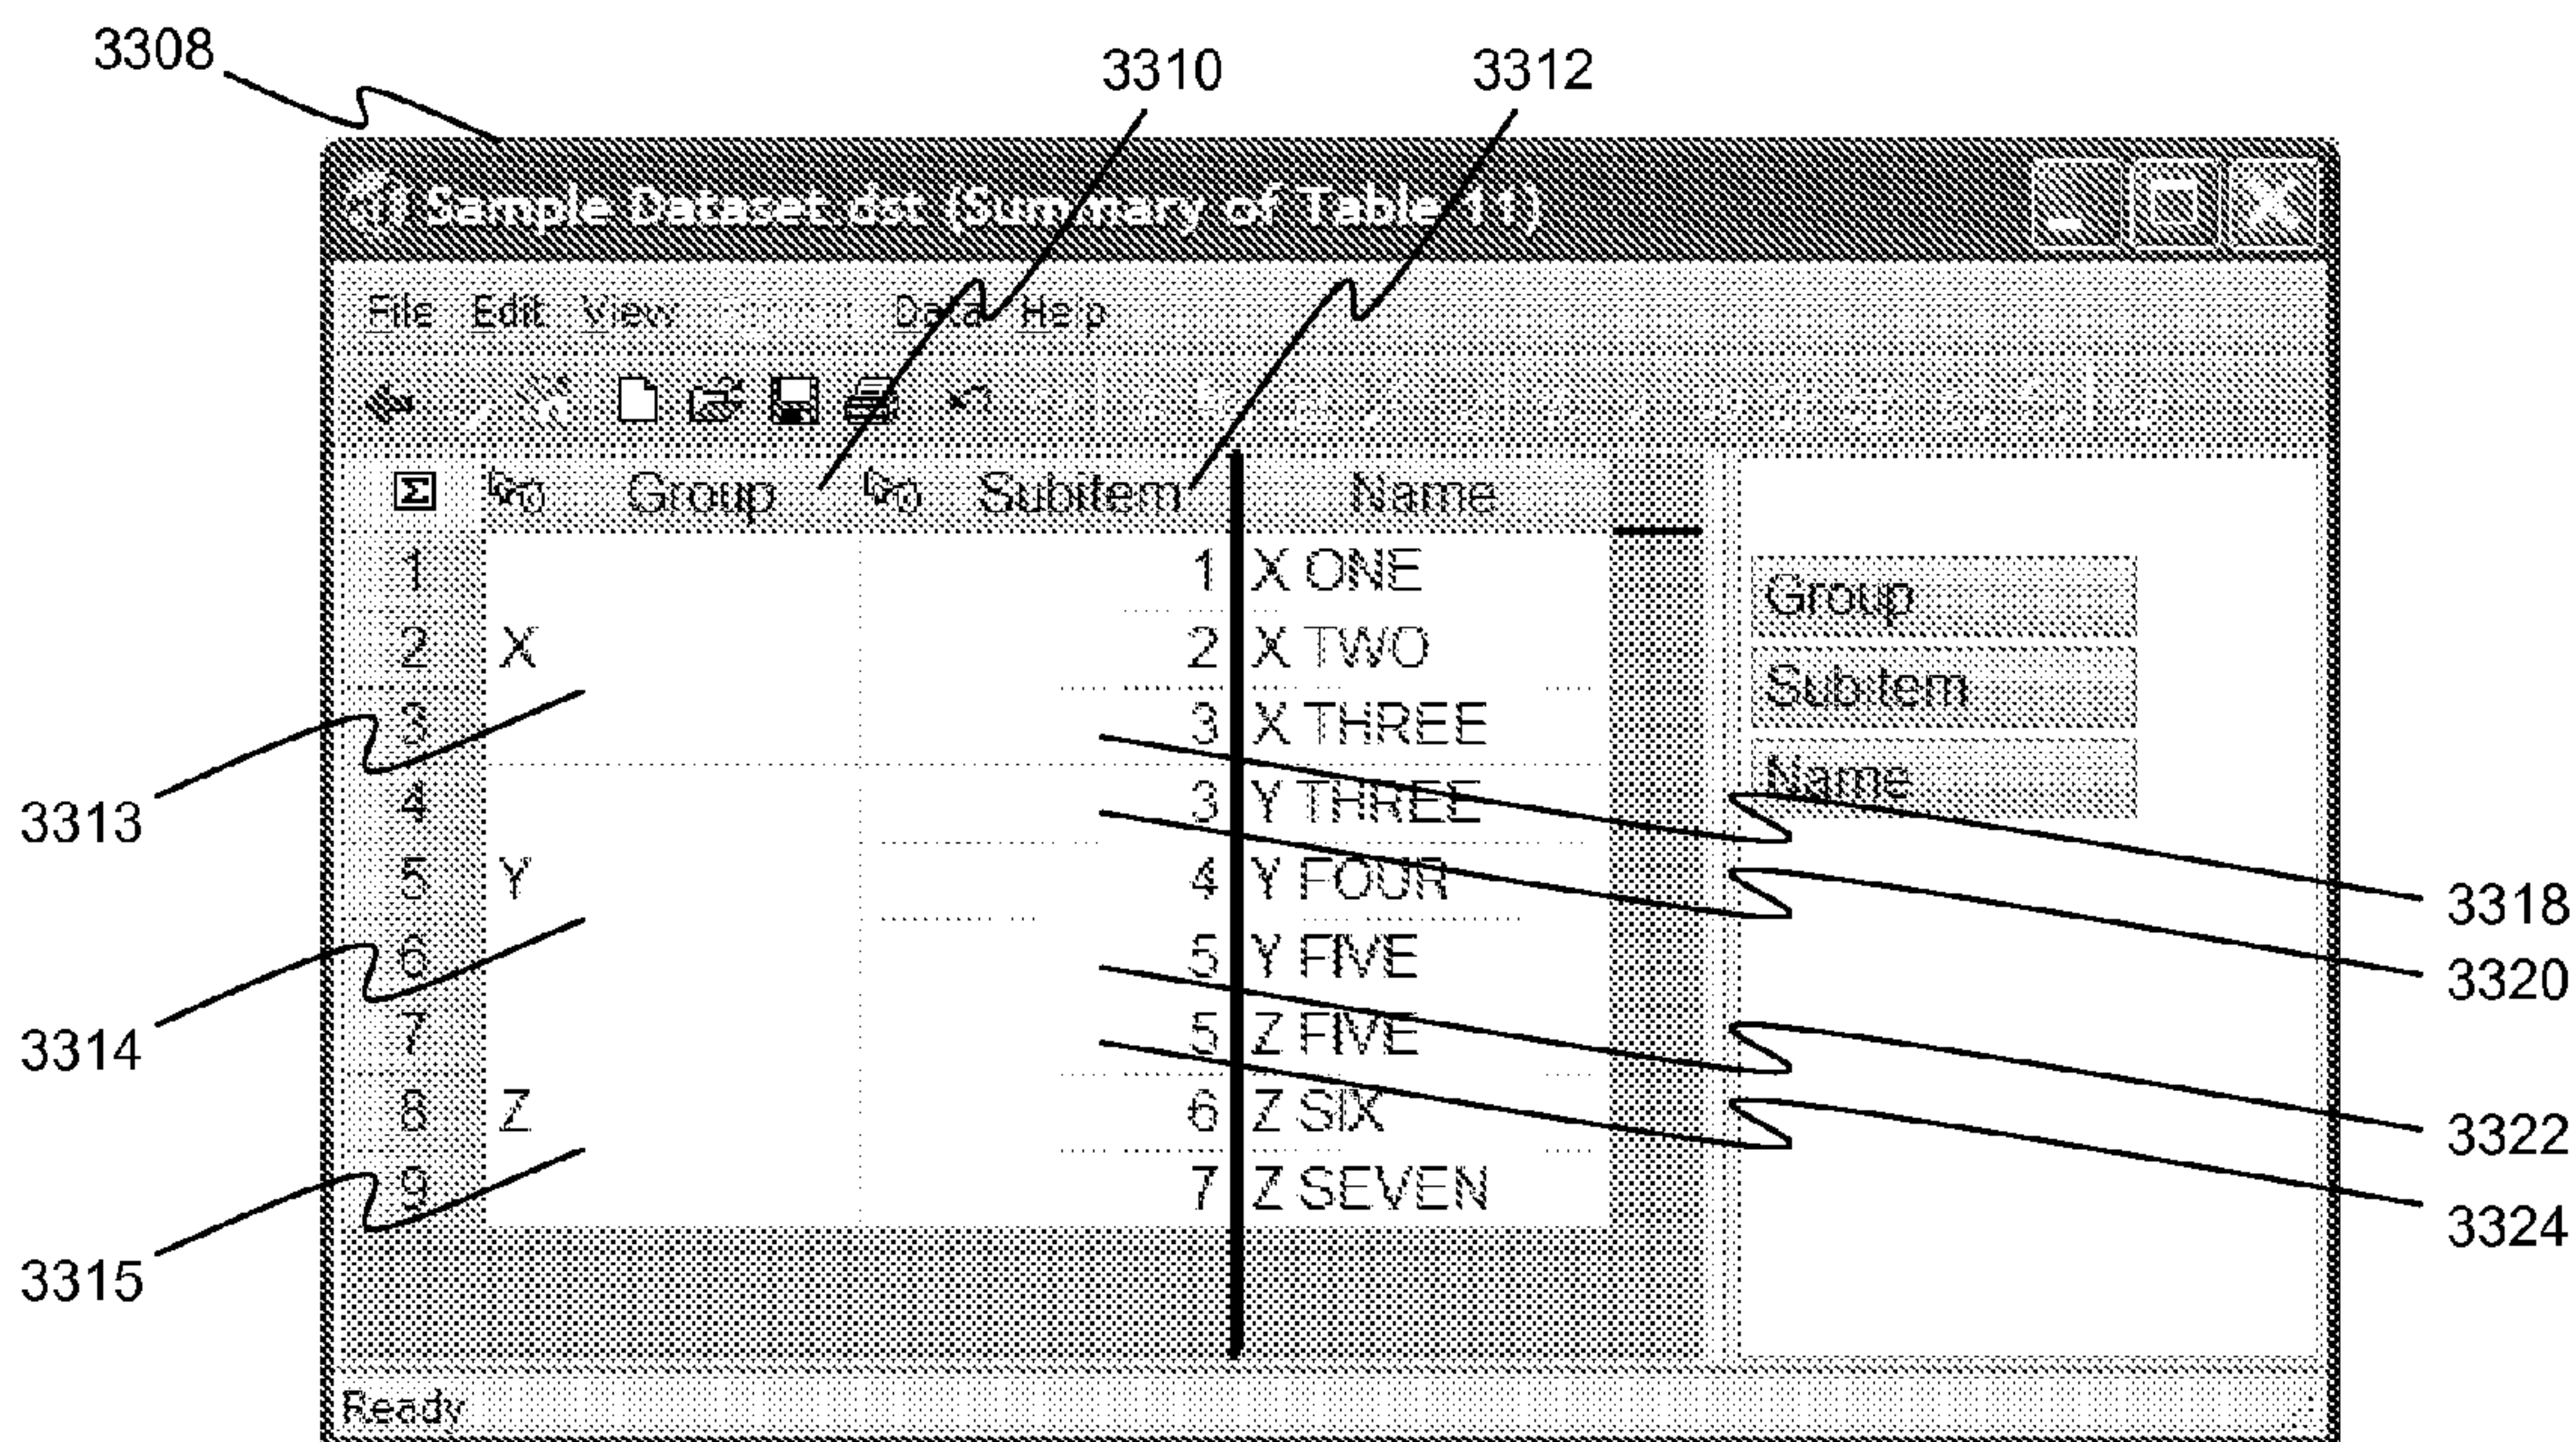 3308
3310 3312
Sample Dataset.dst (Summary of Table 11)
File Edit View Data Help
Σ Group Subitem Name
1 1 X ONE
Group
2 X 2 X TWO
Subitem
3 3 X THREE
Name
3313
4 3 Y THREE
5 Y 4 Y FOUR
3318
6 5 Y FIVE
3320
3314
7 5 Z FIVE
8 Z 6 Z SIX
3322
9 7 Z SEVEN
3324
3315
Ready